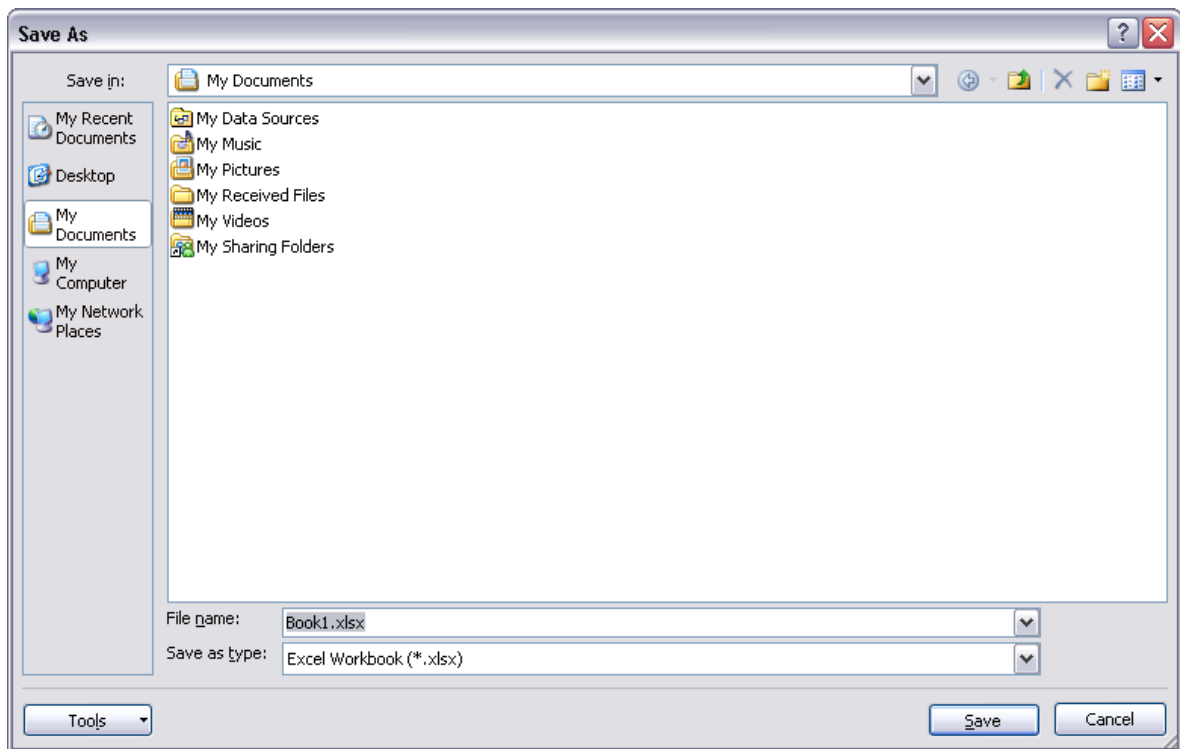 Save As
Save in:
My Documents
My Recent
Documents
Desktop
My
Documents
My
Computer
My Network
Places
My Data Sources
My Music
My Pictures
My Received Files
My Videos
My Sharing Folders
File name:
Book1.xlsx
Save as type:
Excel Workbook (*.xlsx)
Tools
Save
Cancel